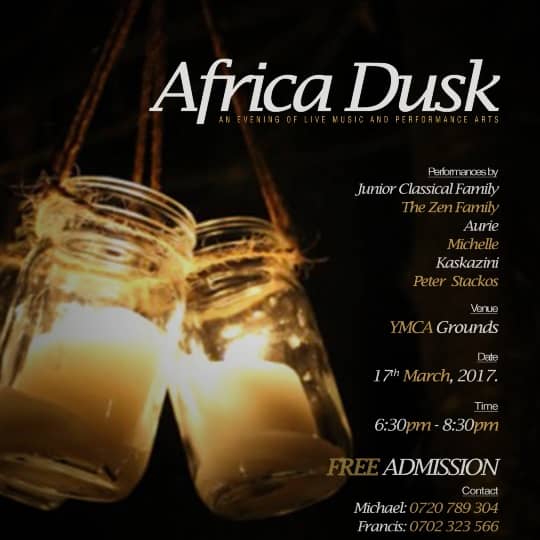 Africa Dusk
AN EVENING OF LIVE MUSIC AND PERFORMANCE ARTS
Performances by
Junior Classical Family
The Zen Family
Aurie
Michelle
Kaskazini
Peter Stackos
Venue
YMCA Grounds
Date
17th March, 2017.
Time
6:30pm - 8:30pm
FREE ADMISSION
Contact
Michael: 0720 789 304
Francis: 0702 323 566